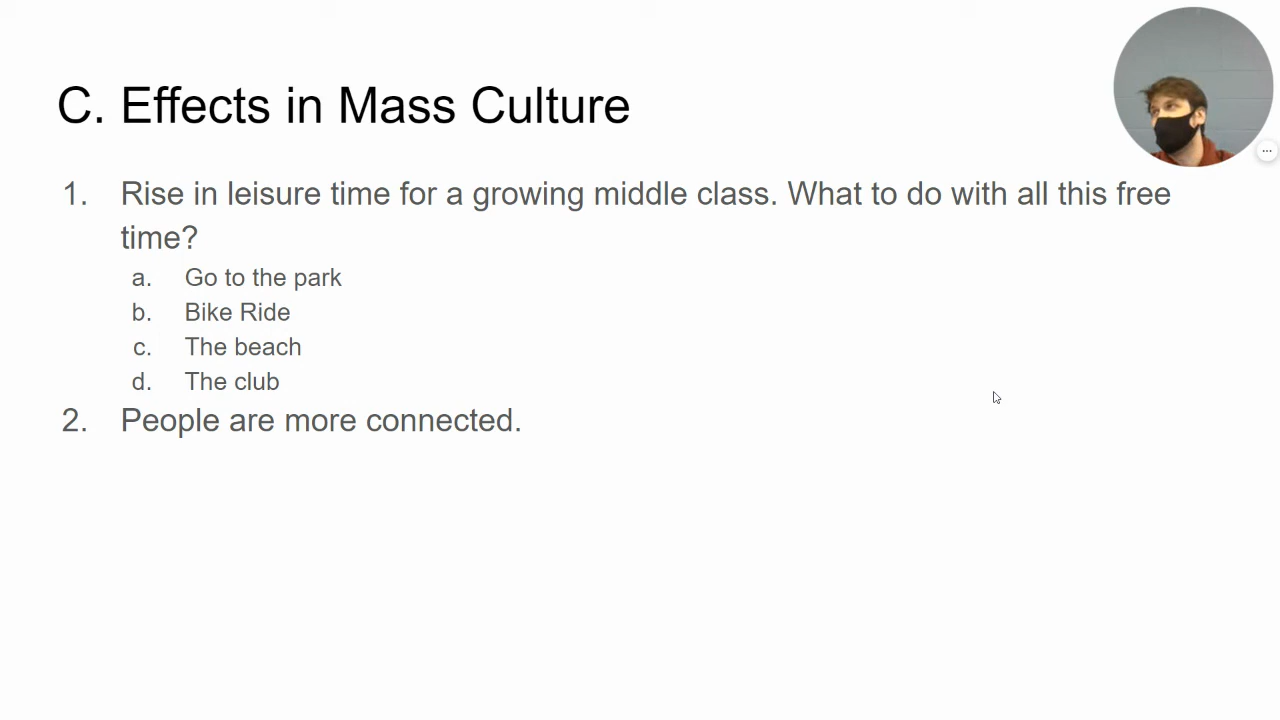 C. Effects in Mass Culture
1. Rise in leisure time for a growing middle class. What to do with all this free
time?
a. Go to the park
b. Bike Ride
c. The beach
d. The club
2. People are more connected.